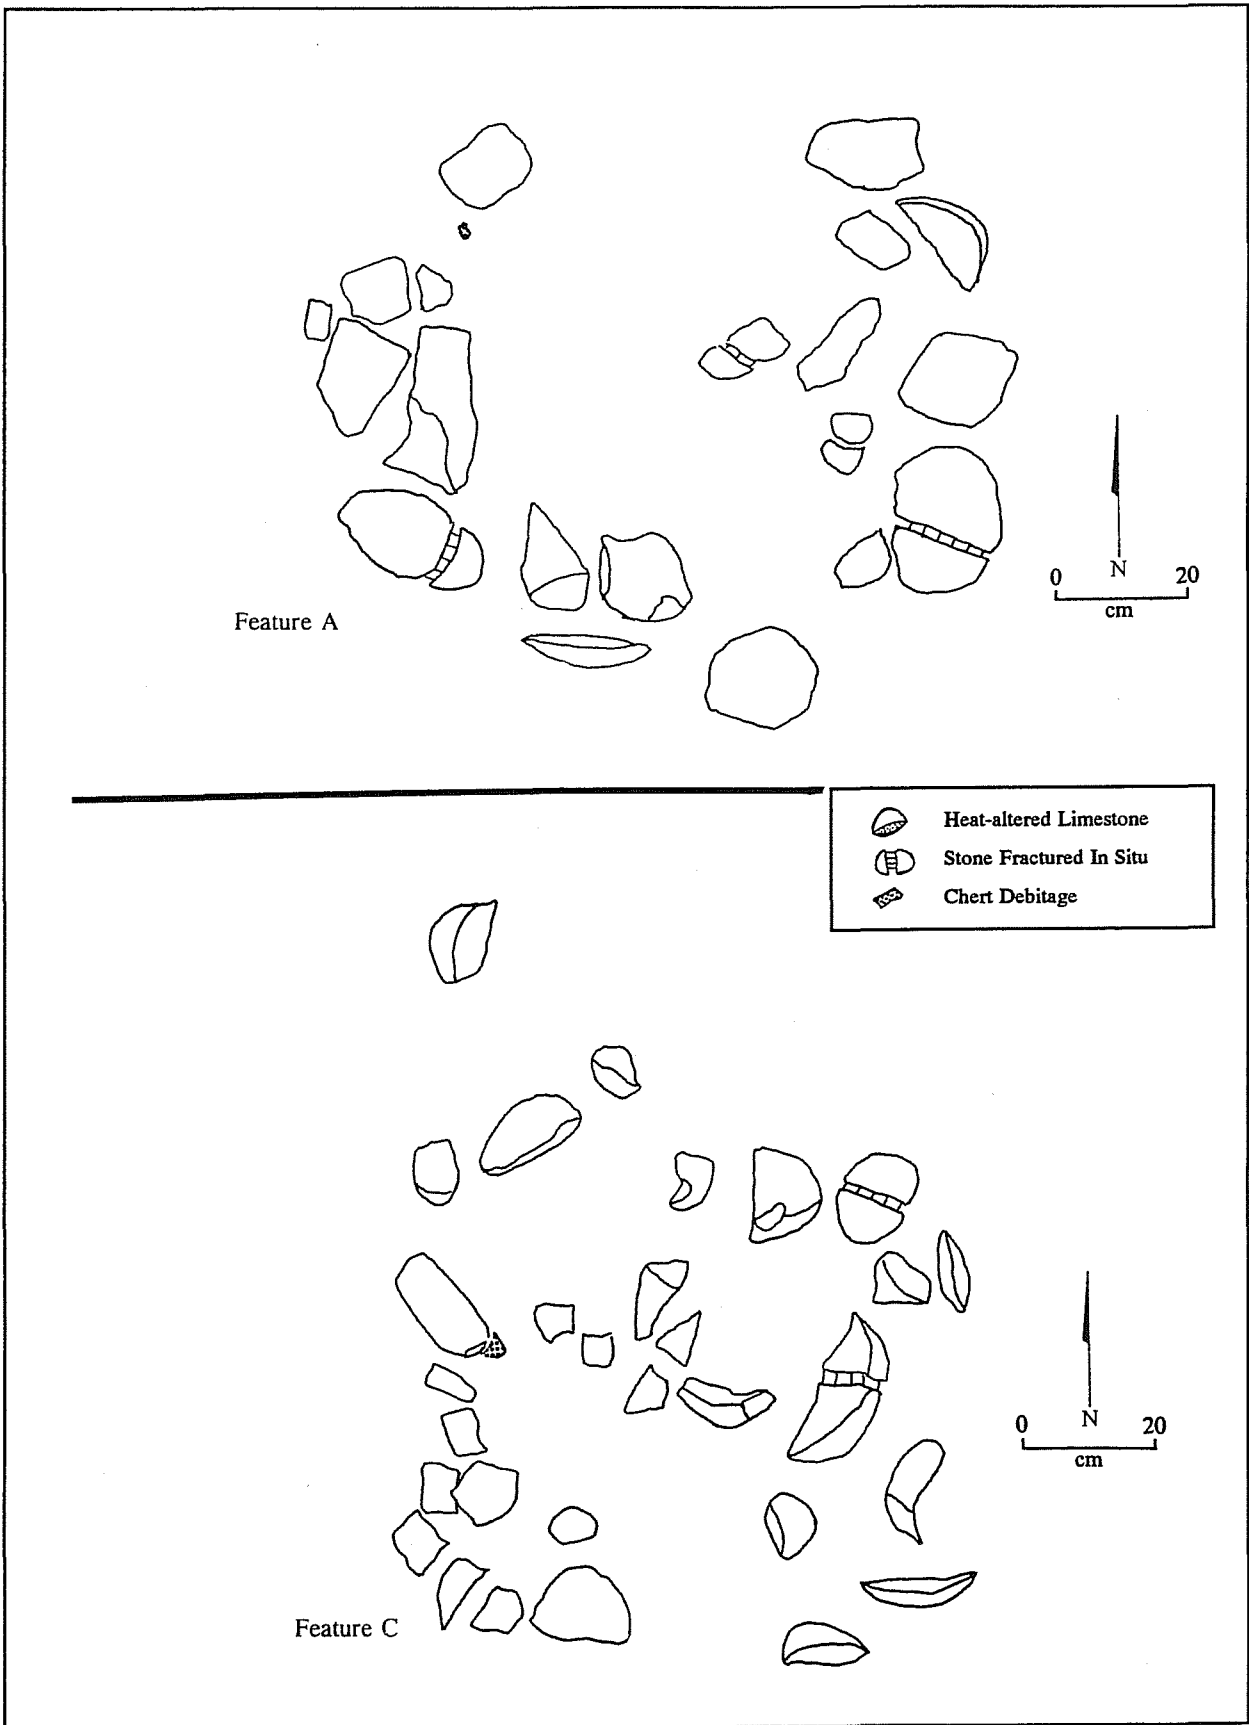 N
0 20
cm
Feature A
Heat-altered Limestone
Stone Fractured In Situ
Chert Debitage
N
0 20
cm
Feature C